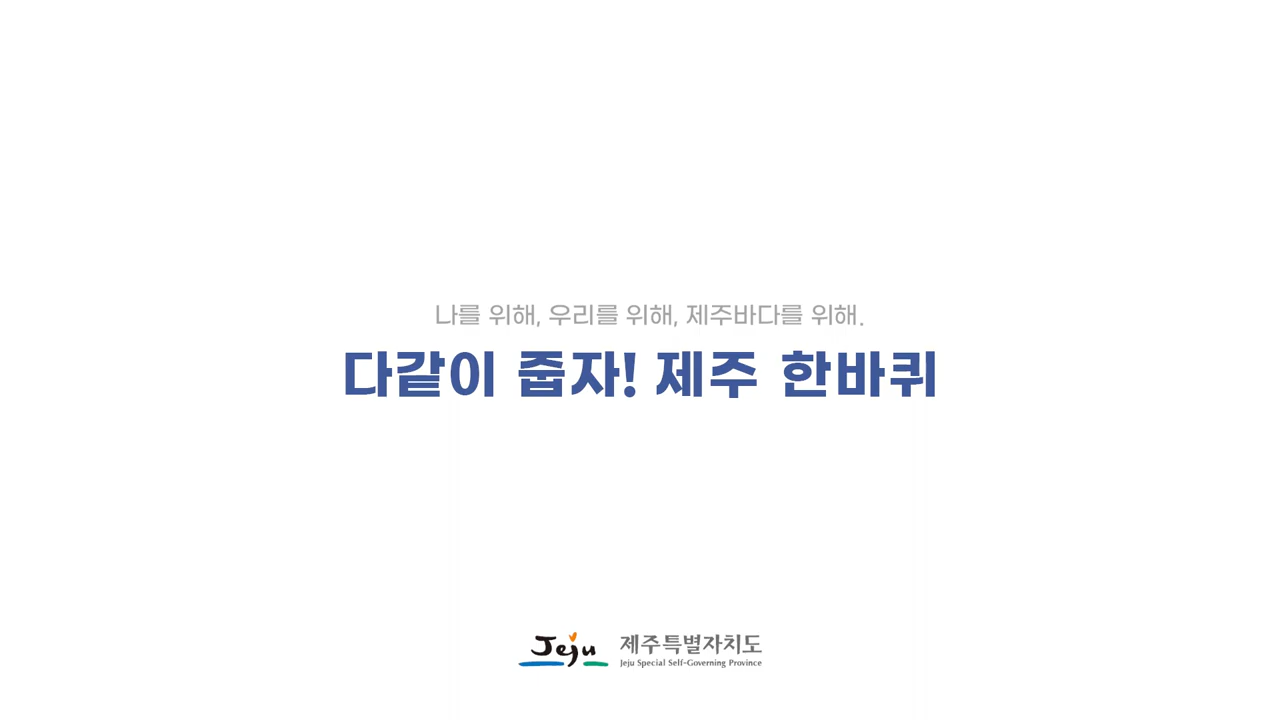 나를 위해, 우리를 위해, 제주바다를 위해.
다같이 줍자! 제주 한바퀴
Jeju 제주특별자치도
Jeju Special Self-Governing Province